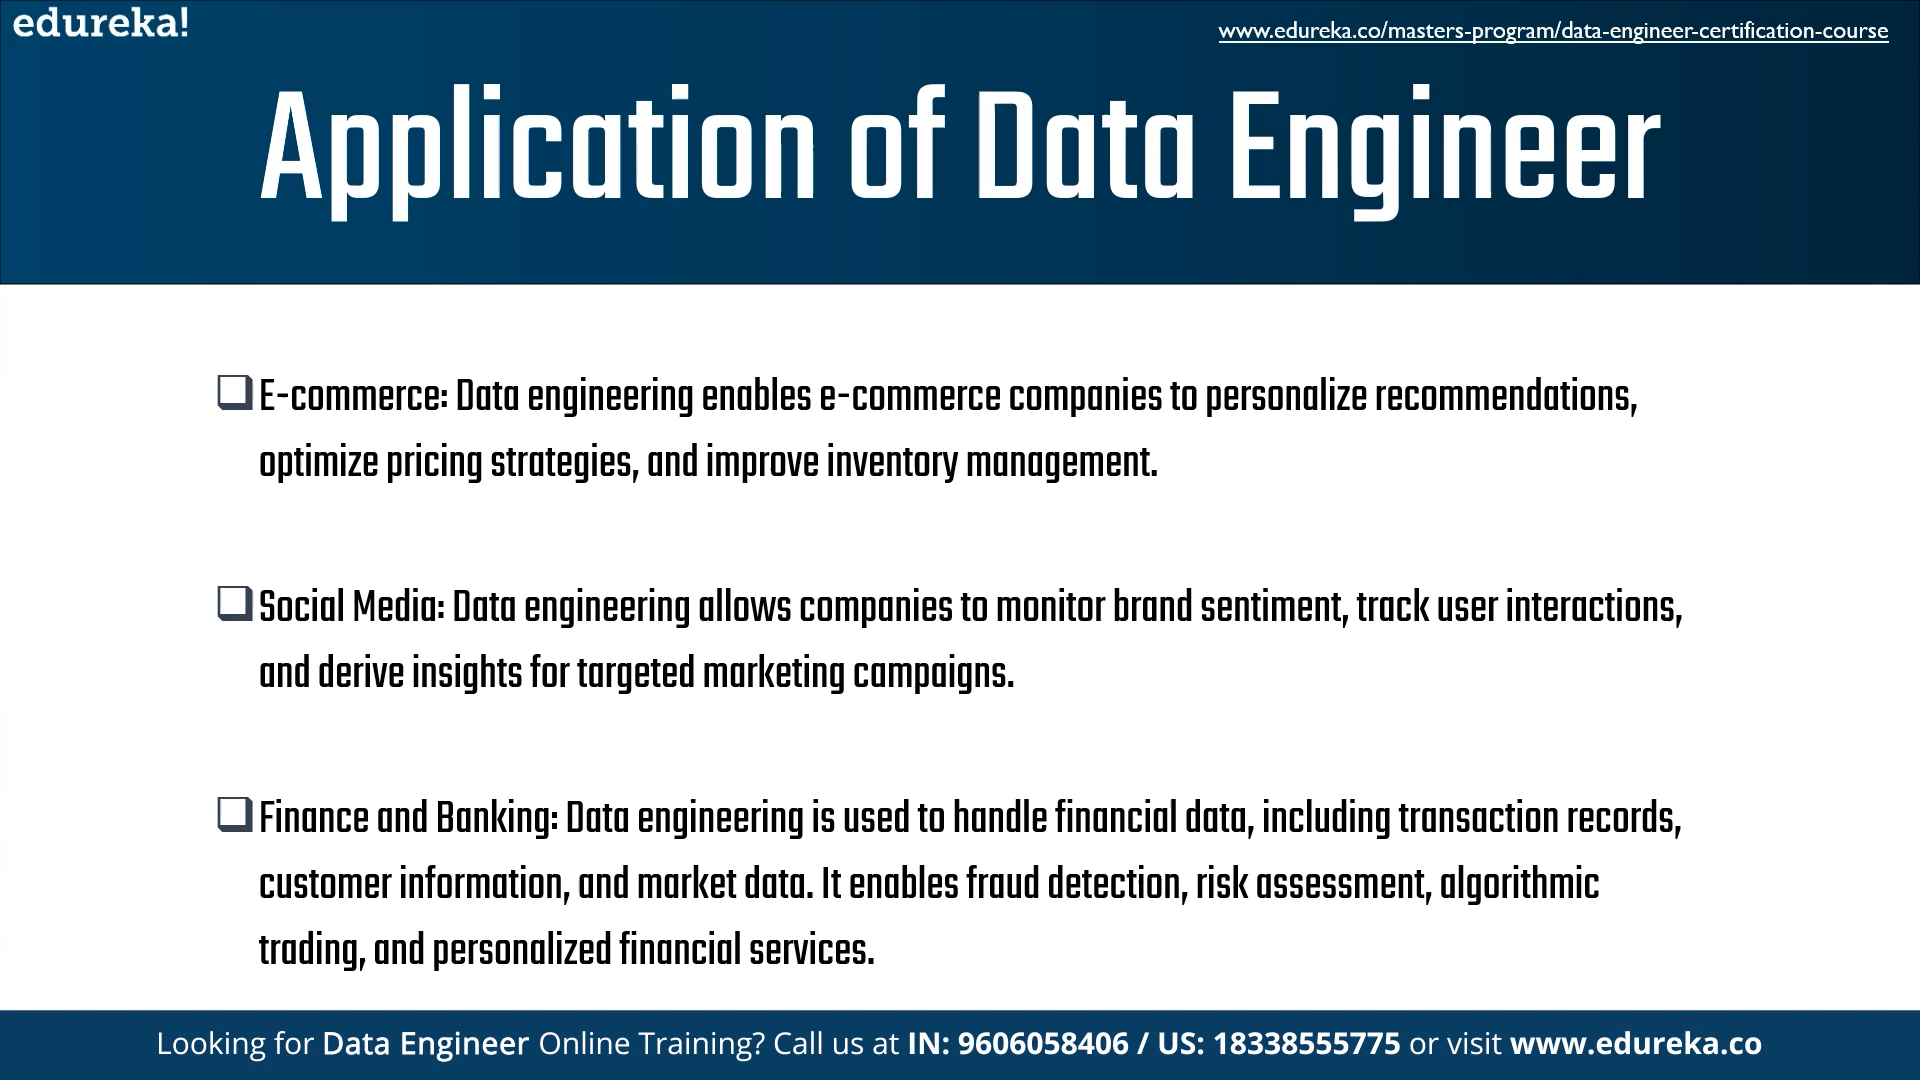 edureka!
www.edureka.co/masters-program/data-engineer-certification-course
Application of Data Engineer
E-commerce: Data engineering enables e-commerce companies to personalize recommendations,
optimize pricing strategies, and improve inventory management.
Social Media: Data engineering allows companies to monitor brand sentiment, track user interactions,
and derive insights for targeted marketing campaigns.
Finance and Banking: Data engineering is used to handle financial data, including transaction records,
customer information, and market data. It enables fraud detection, risk assessment, algorithmic
trading, and personalized financial services.
Looking for Data Engineer Online Training? Call us at IN: 9606058406 / US: 18338555775 or visit www.edureka.co